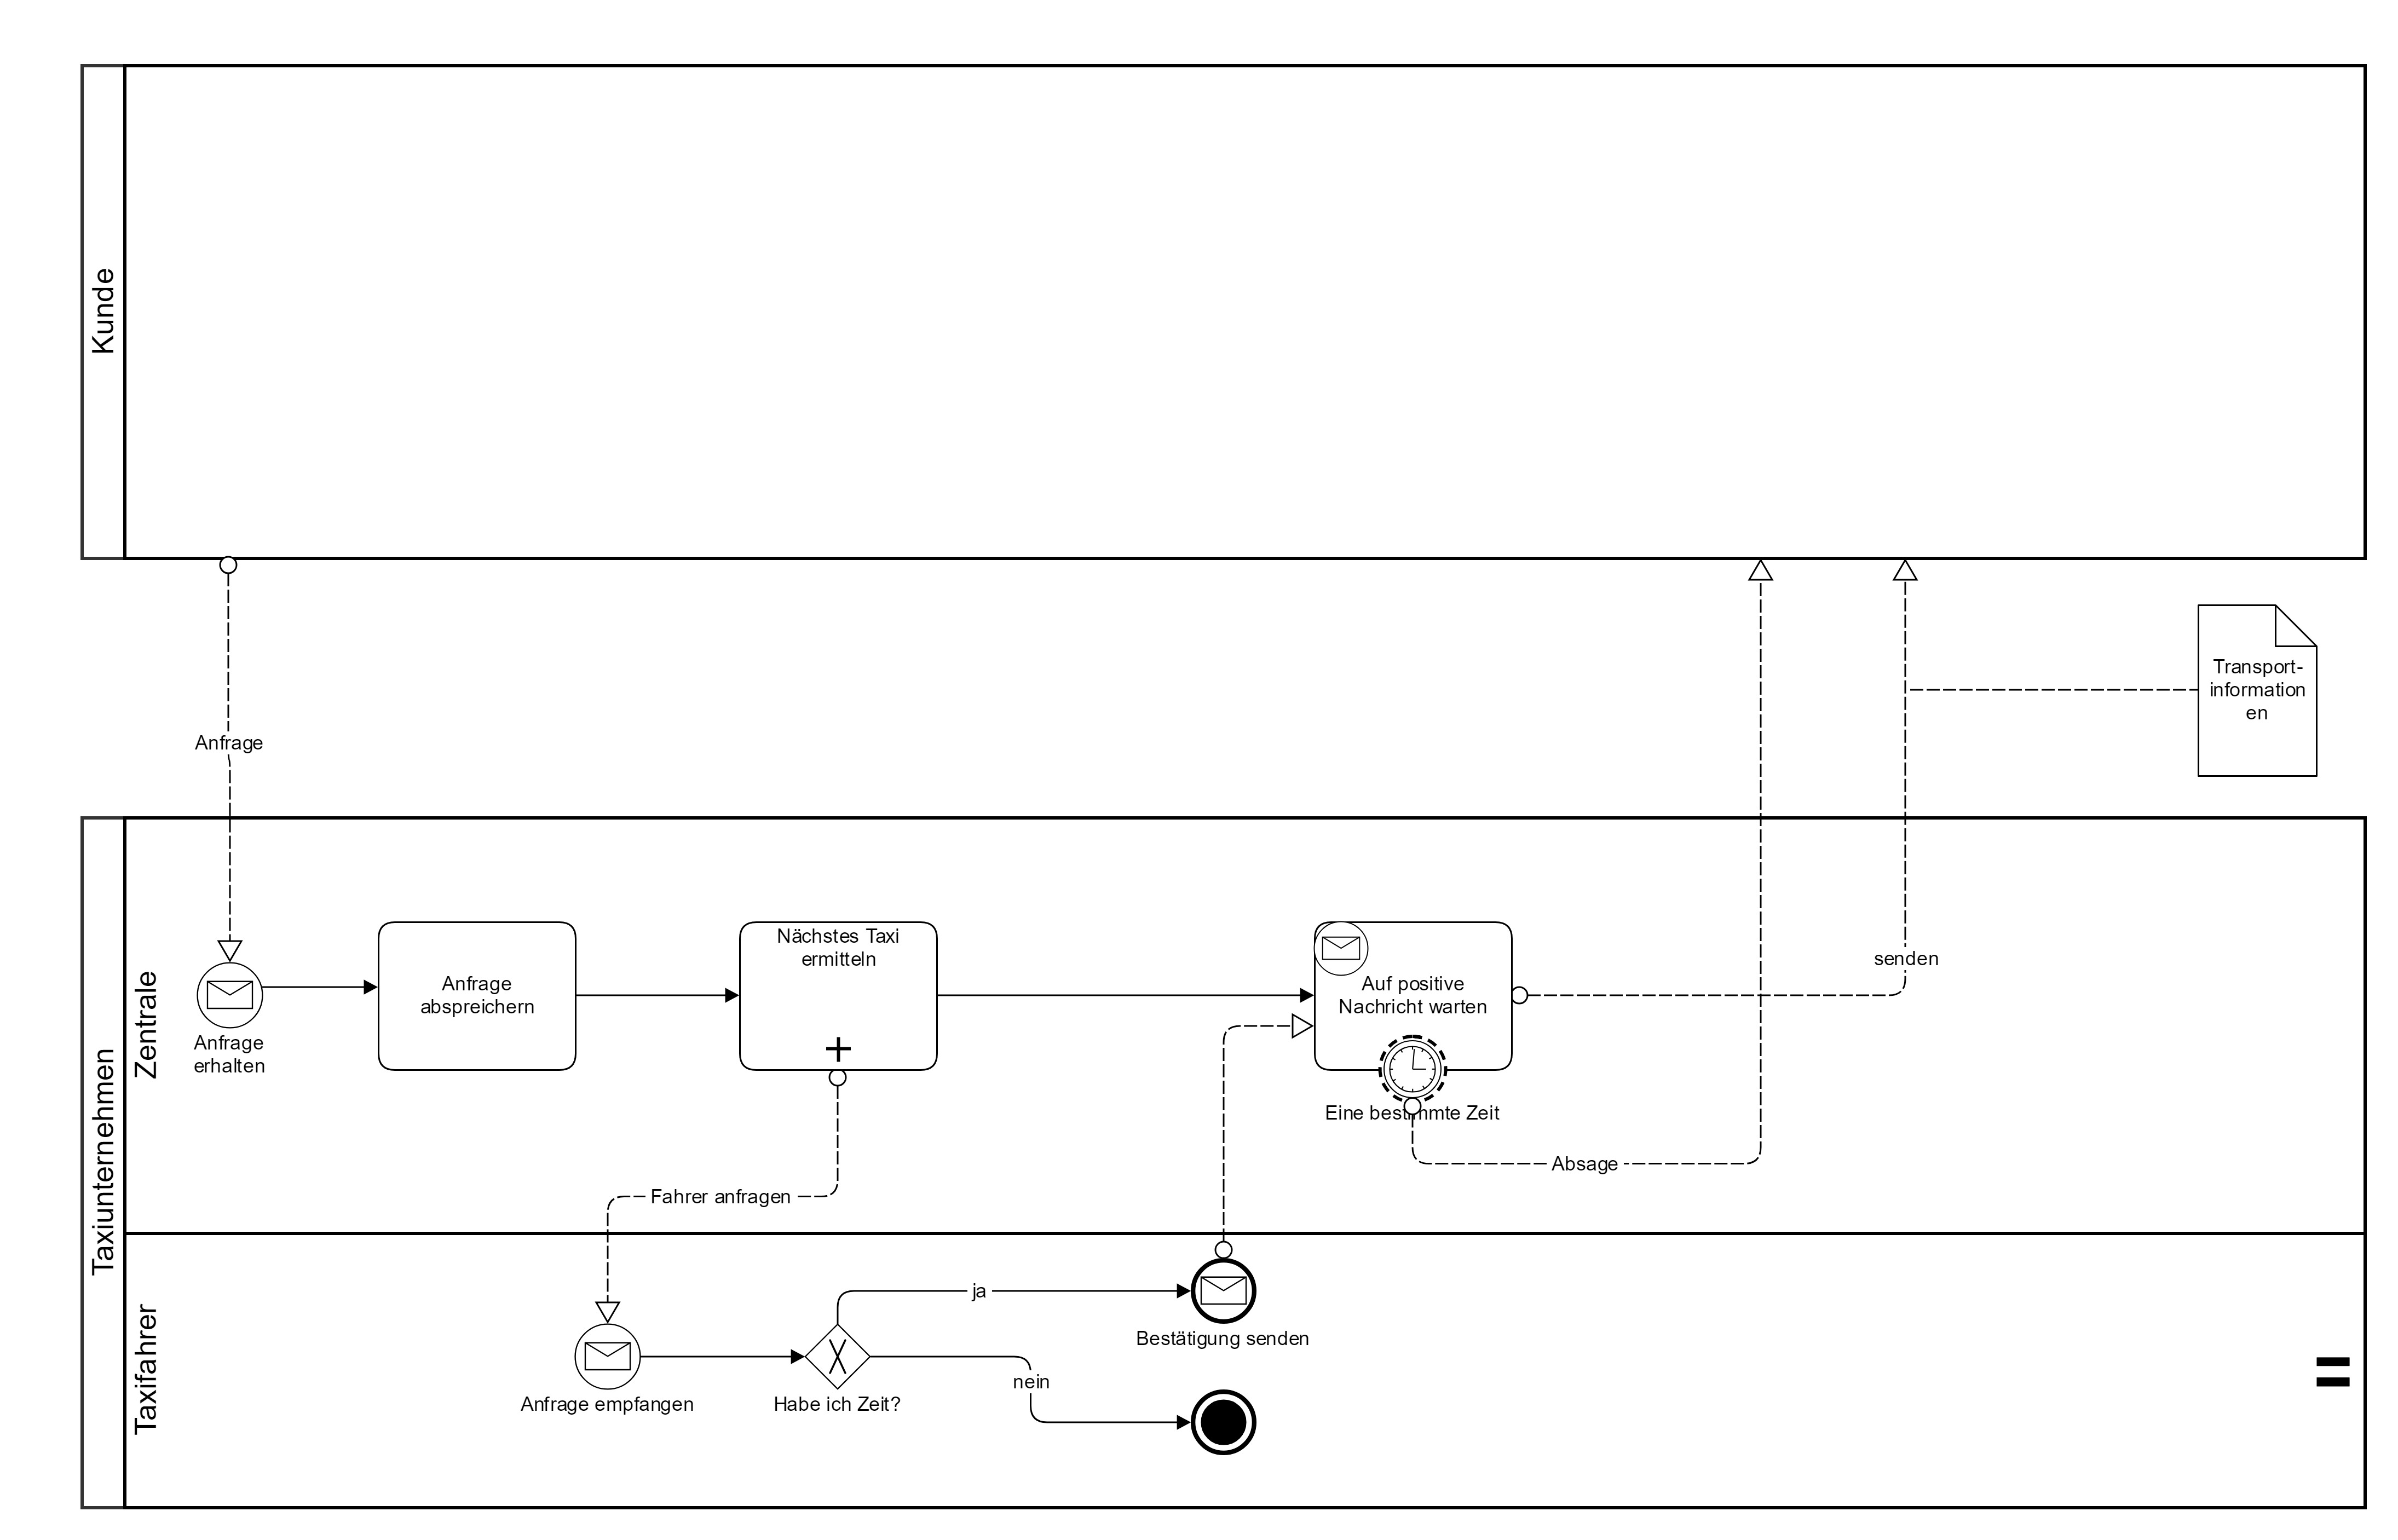 Kunde
Anfrage
Transport-
information
en
Taxiunternehmen
Zentrale
Anfrage
erhalten
Anfrage
abspreichern
Nächstes Taxi
ermitteln
Auf positive
Nachricht warten
Eine bestimmte Zeit
senden
Absage
Fahrer anfragen
Taxifahrer
Anfrage empfangen
Habe ich Zeit?
ja
nein
Bestätigung senden